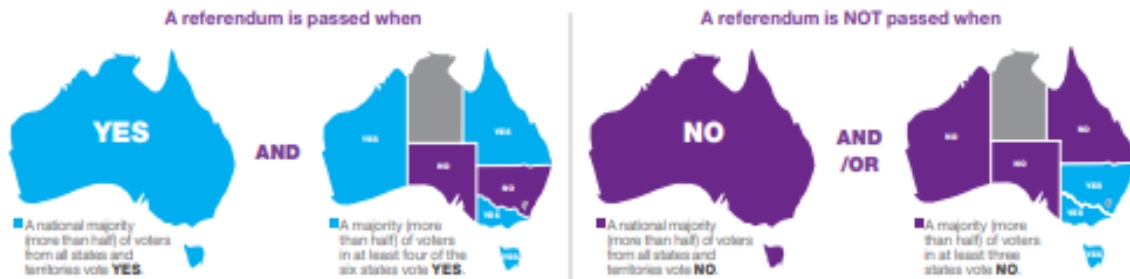 A referendum is passed when
YES
AND
YES
YES
NO
NO
YES
YES
A national majority
(more than half) of voters
from all states and
territories vote YES.
A majority (more
than half) of voters
in at least four of the
six states vote YES.
A referendum is NOT passed when
NO
AND
/OR
NO
NO
NO
YES
YES
YES
A national majority
(more than half) of voters
from all states and
territories vote NO.
A majority (more
than half) of voters
in at least three
states vote NO.